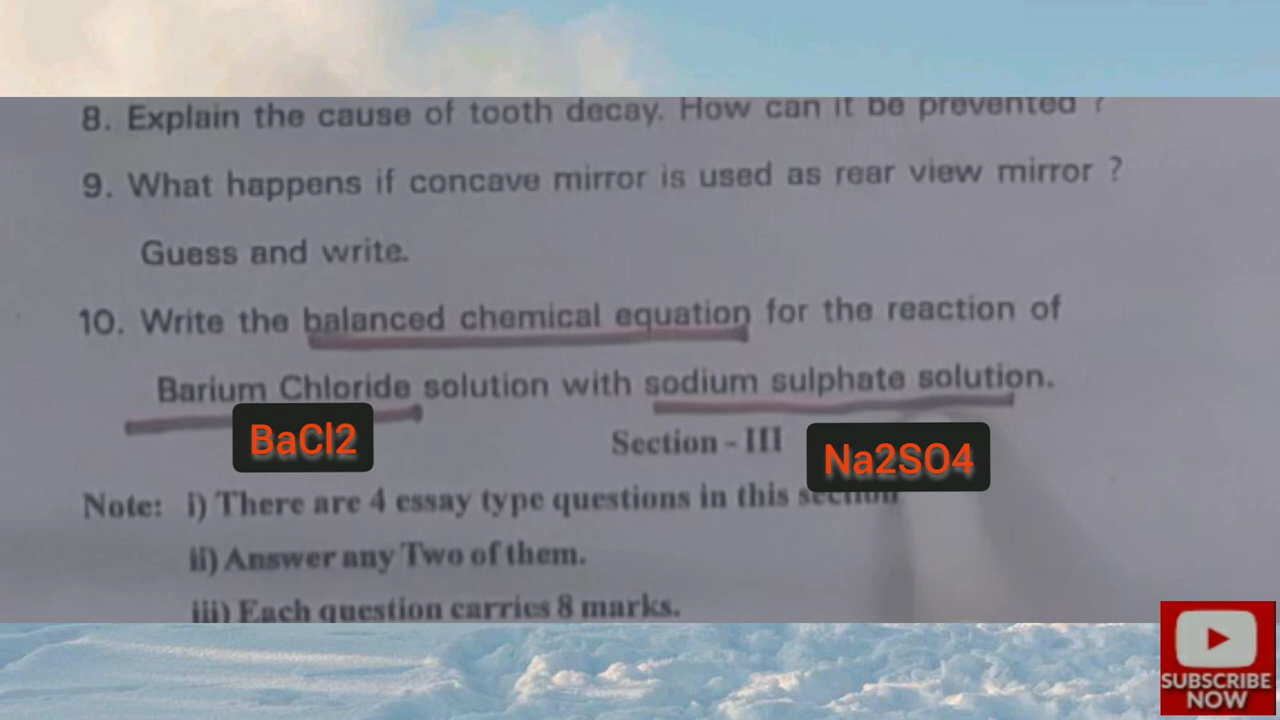 8. Explain the cause of tooth decay. How can it be prevented ?
9. What happens if concave mirror is used as rear view mirror ?
Guess and write.
10. Write the balanced chemical equation for the reaction of
Barium Chloride solution with sodium sulphate solution.
BaCl2
Section - III
Na2SO4
Note: i) There are 4 essay type questions in this section
ii) Answer any Two of them.
iii) Each question carries 8 marks.
SUBSCRIBE
NOW